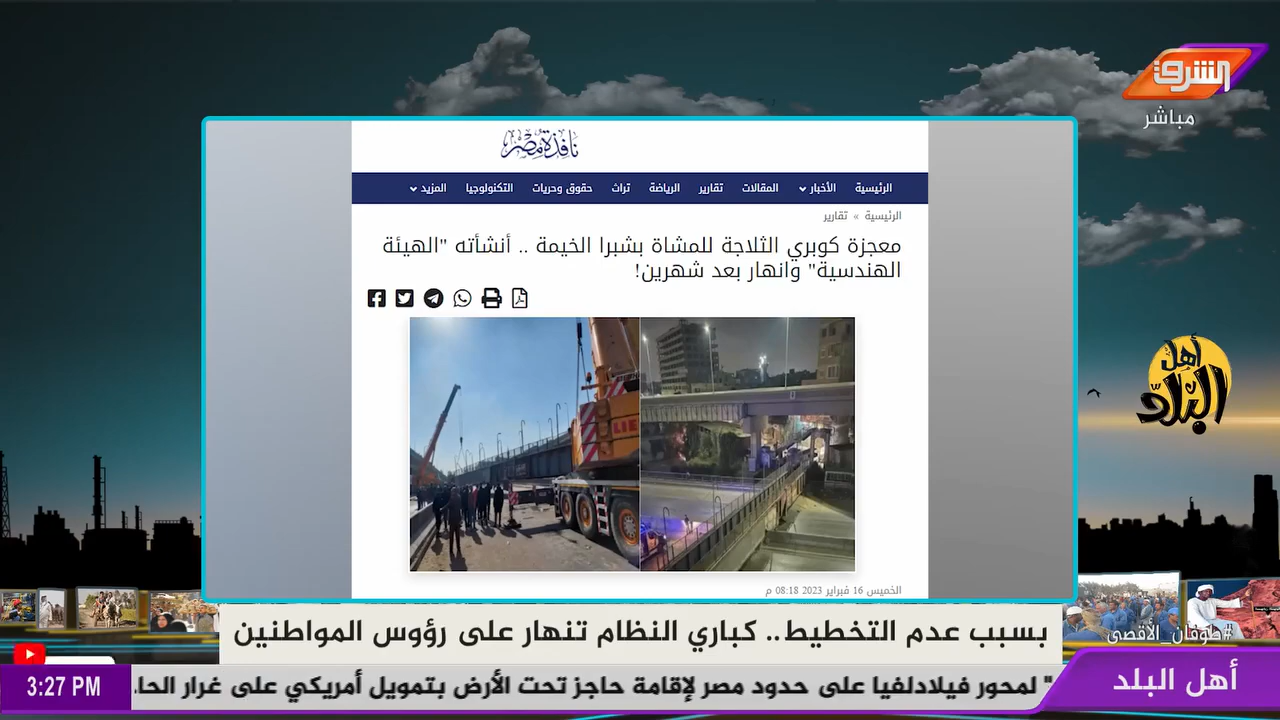 الشرق
مباشر
نافذة مصر
الرئيسية الأخبار المقالات تقارير الرياضة تراث حقوق وحريات التكنولوجيا المزيد
الرئيسية » تقارير
معجزة كوبري الثلاجة للمشاة بشبرا الخيمة .. أنشأته "الهيئة
الهندسية" وانهار بعد شهرين!
LIE
الخميس 16 فبراير 2023 08:18 م
أهل البلد
بسبب عدم التخطيط.. كباري النظام تنهار على رؤوس المواطنين
#طوفان_الأقصى
أهل البلد
" لمحور فيلادلفيا على حدود مصر لإقامة حاجز تحت الأرض بتمويل أمريكي على غرار الحا
3:27 PM